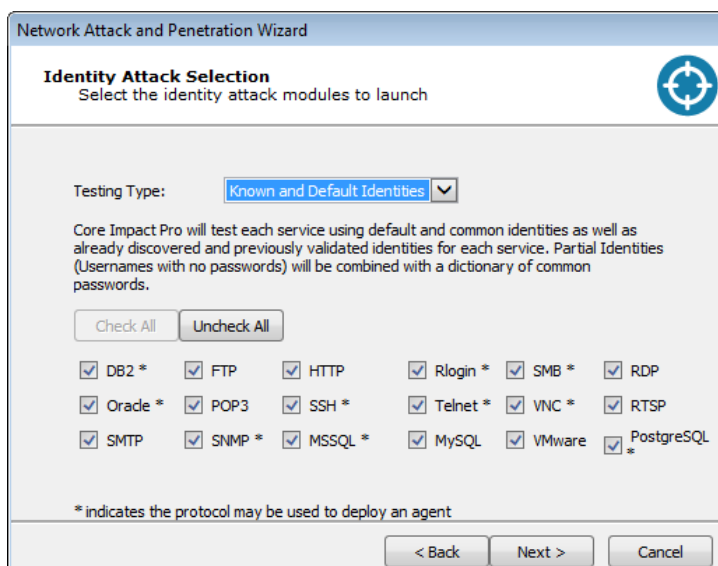 Network Attack and Penetration Wizard
Identity Attack Selection
Select the identity attack modules to launch
Testing Type: Known and Default Identities
Core Impact Pro will test each service using default and common identities as well as
already discovered and previously validated identities for each service. Partial Identities
(Usernames with no passwords) will be combined with a dictionary of common
passwords.
Check All Uncheck All
DB2 * FTP HTTP Rlogin * SMB * RDP
Oracle * POP3 SSH * Telnet * VNC * RTSP
SMTP SNMP * MSSQL * MySQL VMware PostgreSQL
*
* indicates the protocol may be used to deploy an agent
< Back Next > Cancel